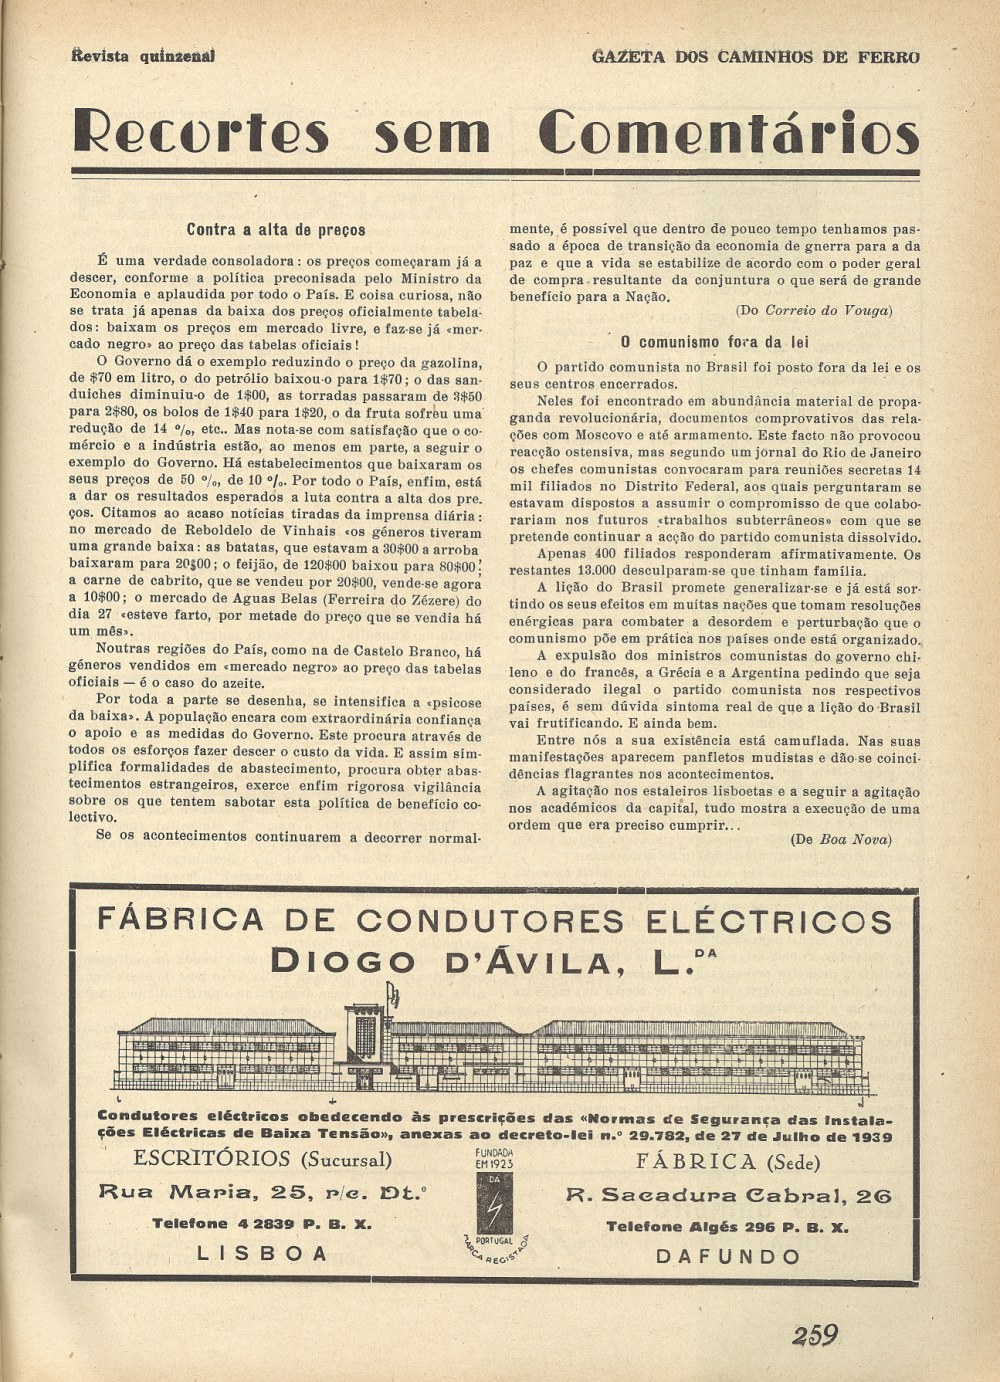 Revista quinzenal
GAZETA DOS CAMINHOS DE FERRO
Recortes sem Comentários
Contra a alta de preços
É uma verdade consoladora : os preços começaram já a
descer, conforme a política preconisada pelo Ministro da
Economia e aplaudida por todo o País. E coisa curiosa, não
se trata já apenas da baixa dos preços oficialmente tabela-
dos : baixam os preços em mercado livre, e faz-se já «mer-
cado negro» ao preço das tabelas oficiais !
O Governo dá o exemplo reduzindo o preço da gazolina,
de $70 em litro, o do petrólio baixou-o para 1$70 ; o das san-
duiches diminuiu-o de 1$00, as torradas passaram de 3$50
para 2$80, os bolos de 1$40 para 1$20, o da fruta sofreu uma
redução de 14 %, etc.. Mas nota-se com satisfação que o co-
mércio e a indústria estão, ao menos em parte, a seguir o
exemplo do Governo. Há estabelecimentos que baixaram os
seus preços de 50 %, de 10 %. Por todo o País, enfim, está
a dar os resultados esperados a luta contra a alta dos pre.
ços. Citamos ao acaso notícias tiradas da imprensa diária :
no mercado de Reboldelo de Vinhais «os géneros tiveram
uma grande baixa : as batatas, que estavam a 30$00 a arroba
baixaram para 20$00 ; o feijão, de 120$00 baixou para 80$00 ;
a carne de cabrito, que se vendeu por 20$00, vende-se agora
a 10$00 ; o mercado de Aguas Belas (Ferreira do Zézere) do
dia 27 «esteve farto, por metade do preço que se vendia há
um mês».
Noutras regiões do País, como na de Castelo Branco, há
géneros vendidos em «mercado negro» ao preço das tabelas
oficiais — é o caso do azeite.
Por toda a parte se desenha, se intensifica a «psicose
da baixa». A população encara com extraordinária confiança
o apoio e as medidas do Governo. Este procura através de
todos os esforços fazer descer o custo da vida. E assim sim-
plifica formalidades de abastecimento, procura obter abas-
tecimentos estrangeiros, exerce enfim rigorosa vigilância
sobre os que tentem sabotar esta política de benefício co-
lectivo.
Se os acontecimentos continuarem a decorrer normal-
mente, é possível que dentro de pouco tempo tenhamos pas-
sado a época de transição da economia de gnerra para a da
paz e que a vida se estabilize de acordo com o poder geral
de compra resultante da conjuntura o que será de grande
benefício para a Nação.
(Do Correio do Vouga)
O comunismo fora da lei
O partido comunista no Brasil foi posto fora da lei e os
seus centros encerrados.
Neles foi encontrado em abundância material de propa-
ganda revolucionária, documentos comprovativos das rela-
ções com Moscovo e até armamento. Este facto não provocou
reacção ostensiva, mas segundo um jornal do Rio de Janeiro
os chefes comunistas convocaram para reuniões secretas 14
mil filiados no Distrito Federal, aos quais perguntaram se
estavam dispostos a assumir o compromisso de que colabo-
rariam nos futuros «trabalhos subterrâneos» com que se
pretende continuar a acção do partido comunista dissolvido.
Apenas 400 filiados responderam afirmativamente. Os
restantes 13.000 desculparam-se que tinham família.
A lição do Brasil promete generalizar-se e já está sor-
tindo os seus efeitos em muitas nações que tomam resoluções
enérgicas para combater a desordem e perturbação que o
comunismo põe em prática nos países onde está organizado.
A expulsão dos ministros comunistas do governo chi-
leno e do francês, a Grécia e a Argentina pedindo que seja
considerado ilegal o partido comunista nos respectivos
países, é sem dúvida sintoma real de que a lição do Brasil
vai frutificando. E ainda bem.
Entre nós a sua existência está camuflada. Nas suas
manifestações aparecem panfletos mudistas e dão-se coinci-
dências flagrantes nos acontecimentos.
A agitação nos estaleiros lisboetas e a seguir a agitação
nos académicos da capital, tudo mostra a execução de uma
ordem que era preciso cumprir...
(De Boa Nova)
FÁBRICA DE CONDUTORES ELÉCTRICOS
DIOGO D'ÁVILA, L.DA
Condutores eléctricos obedecendo às prescrições das «Normas de Segurança das Instala-
ções Eléctricas de Baixa Tensão», anexas ao decreto-lei n.º 29.782, de 27 de Julho de 1939
ESCRITÓRIOS (Sucursal)
Rua Maria, 25, r/c. Dt.º
Telefone 4 2839 P. B. X.
LISBOA
FUNDADA
EM 1923
DA
PORTUGAL
MARCA REGISTADA
FÁBRICA (Sede)
R. Sacadura Cabral, 26
Telefone Algés 296 P. B. X.
DAFUNDO
259